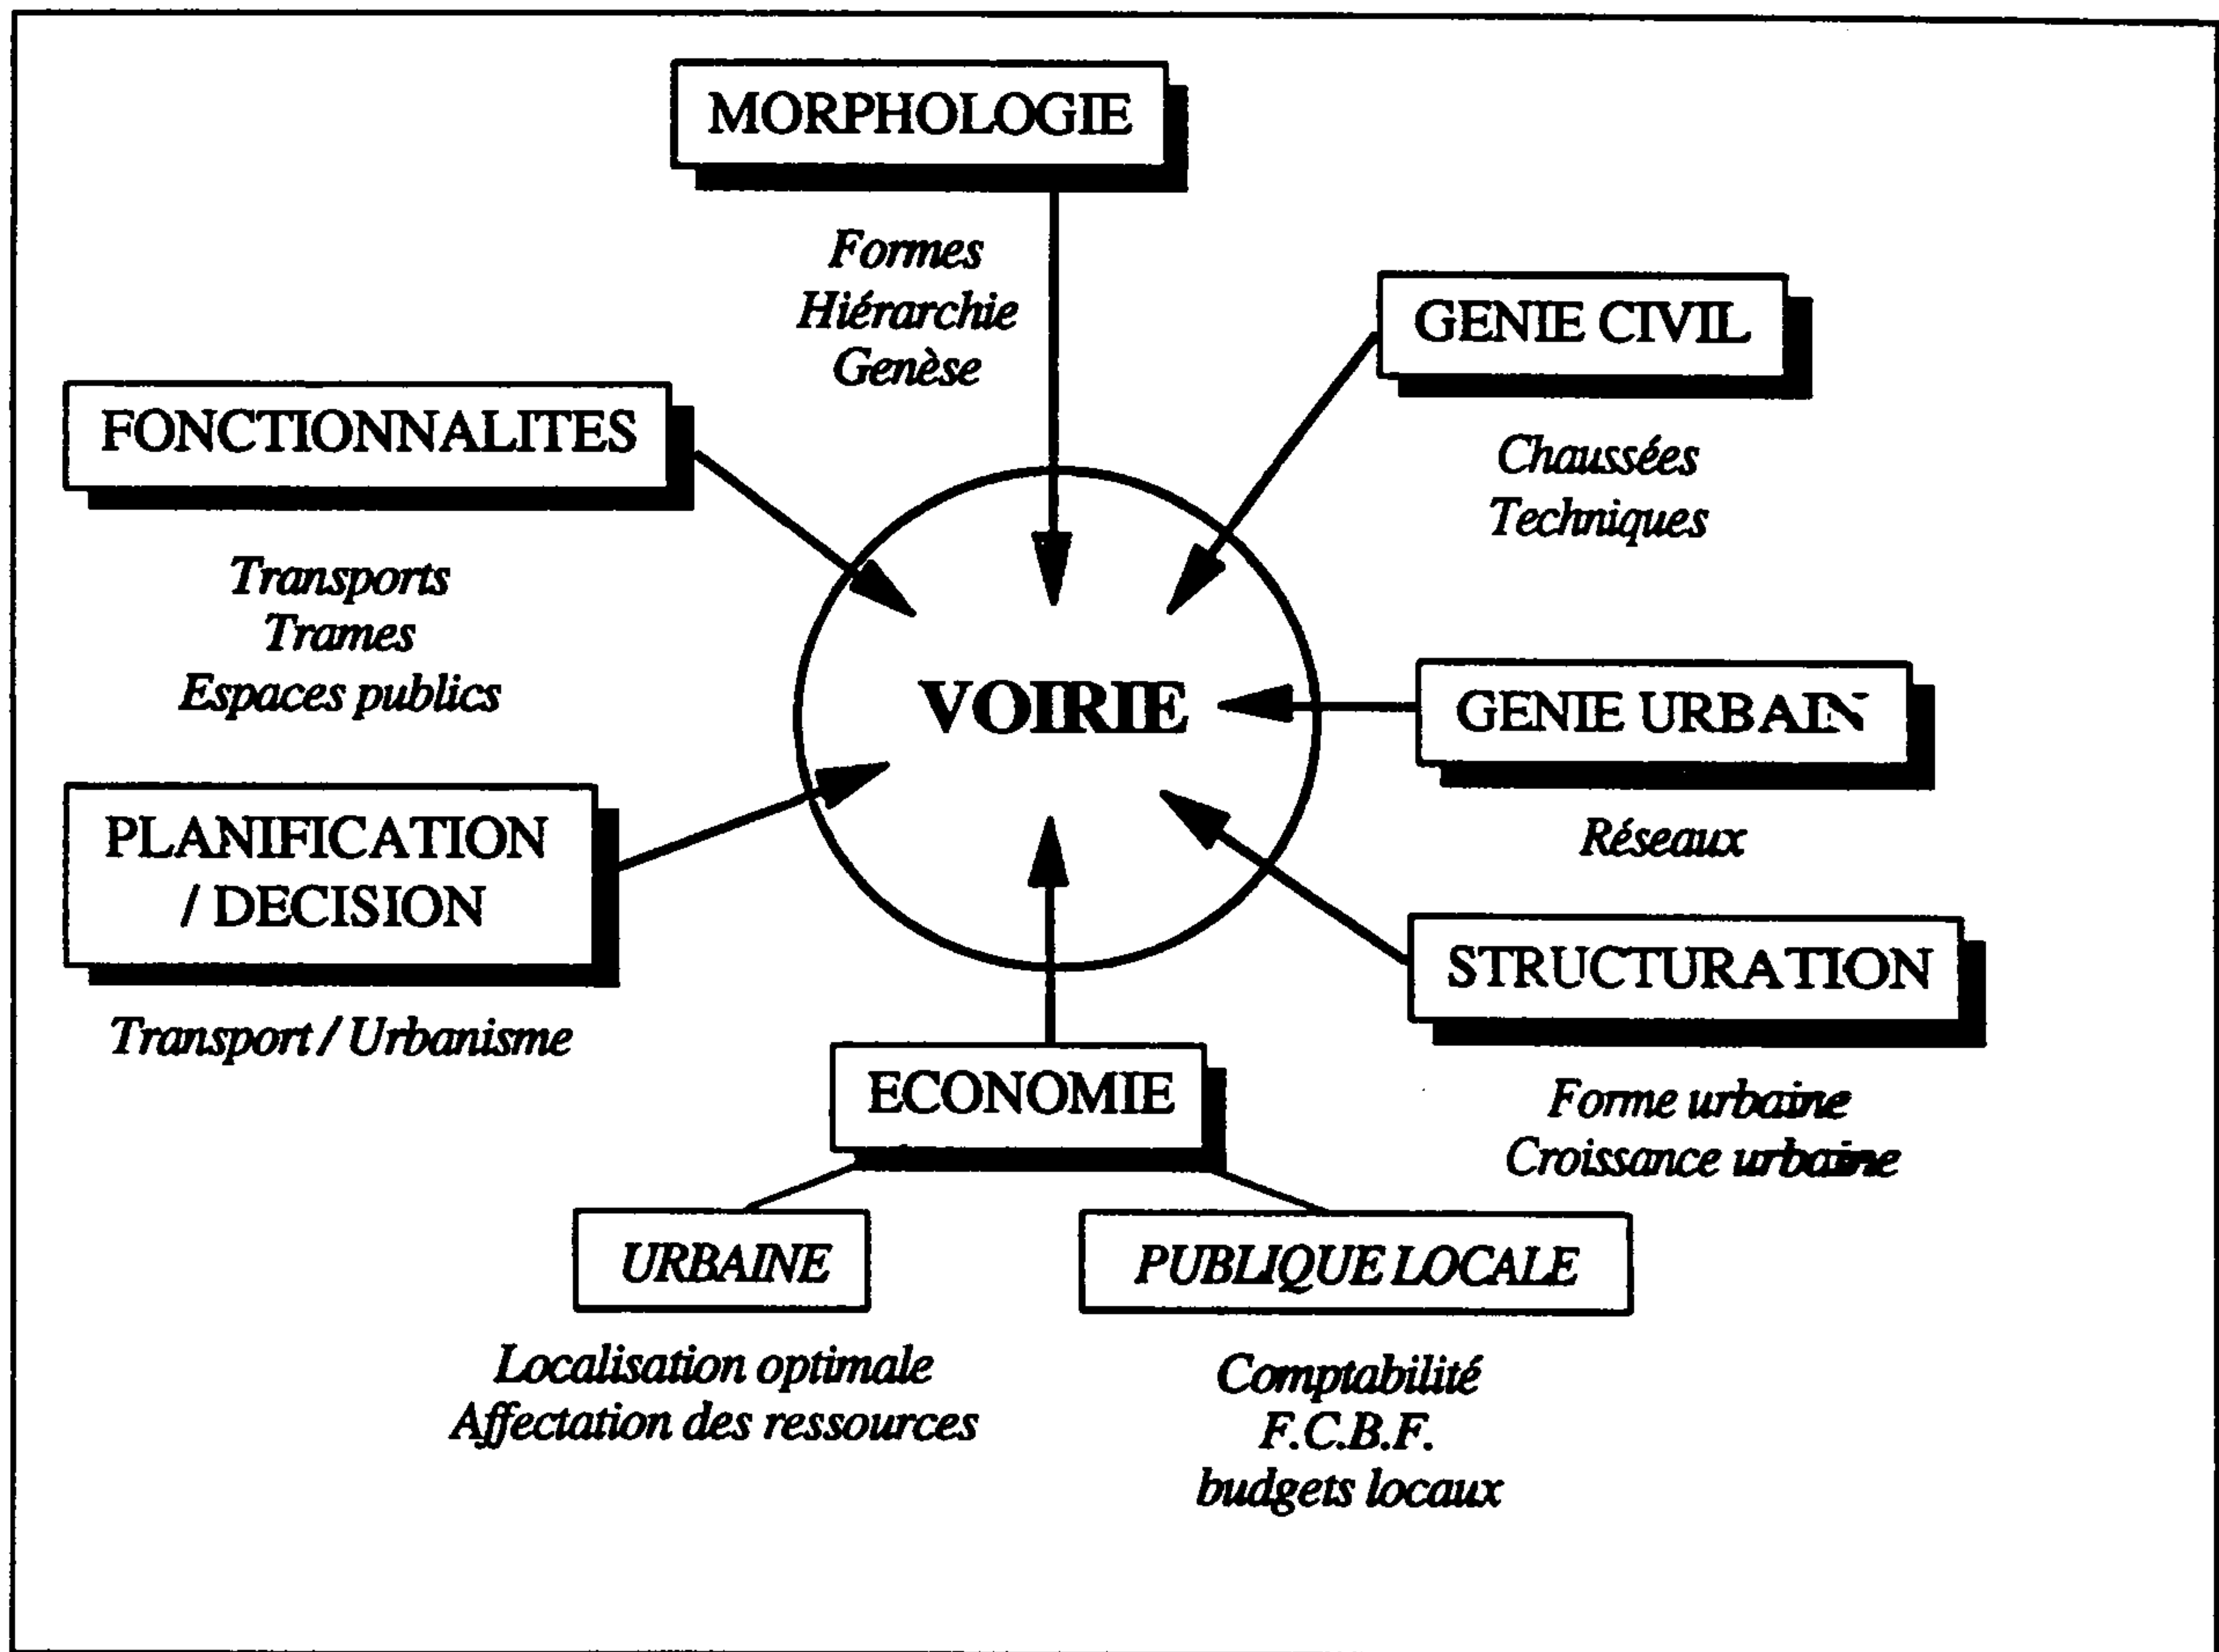 MORPHOLOGIE
Formes
Hiérarchie
Genèse
GENIE CIVIL
Chaussées
Techniques
FONCTIONNALITES
Transports
Trames
Espaces publics
VOIRIE
GENIE URBAIN
Réseaux
PLANIFICATION
/ DECISION
Transport / Urbanisme
STRUCTURATION
Forme urbaine
Croissance urbaine
ECONOMIE
URBAINE
Localisation optimale
Affectation des ressources
PUBLIQUE LOCALE
Comptabilité
F.C.B.F.
budgets locaux